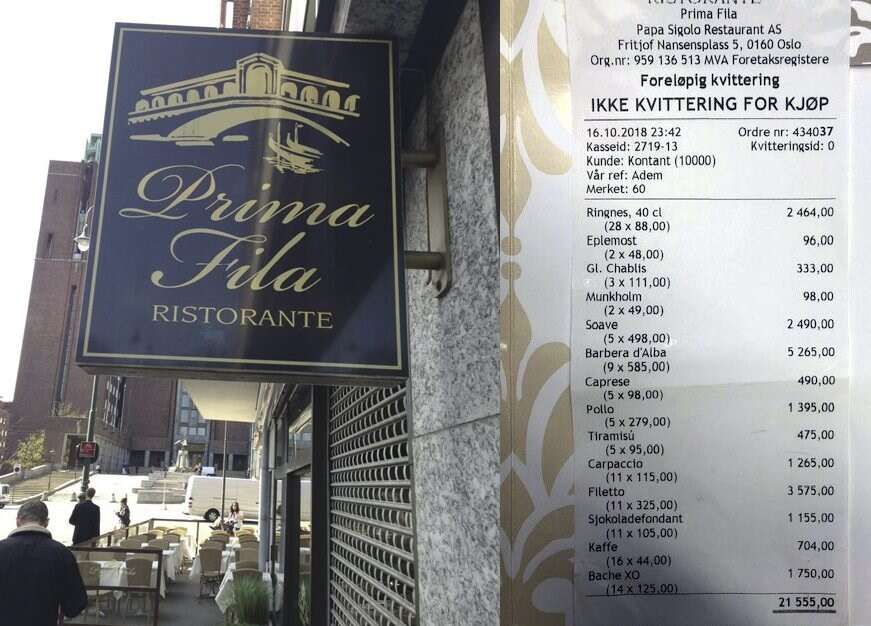 Prima
Fila
RISTORANTE
RISTORANTE
Prima Fila
Papa Sigolo Restaurant AS
Fritjof Nansensplass 5, 0160 Oslo
Org.nr: 959 136 513 MVA Foretaksregistere
Foreløpig kvittering
IKKE KVITTERING FOR KJØP
16.10.2018 23:42 Ordre nr: 434037
Kasseid: 2719-13 Kvitteringsid: 0
Kunde: Kontant (10000)
Vår ref: Adem
Merket: 60
Ringnes, 40 cl 2 464,00
(28 x 88,00)
Eplemost 96,00
(2 x 48,00)
Gl. Chablis 333,00
(3 x 111,00)
Munkholm 98,00
(2 x 49,00)
Soave 2 490,00
(5 x 498,00)
Barbera d'Alba 5 265,00
(9 x 585,00)
Caprese 490,00
(5 x 98,00)
Pollo 1 395,00
(5 x 279,00)
Tiramisú 475,00
(5 x 95,00)
Carpaccio 1 265,00
(11 x 115,00)
Filetto 3 575,00
(11 x 325,00)
Sjokoladefondant 1 155,00
(11 x 105,00)
Kaffe 704,00
(16 x 44,00)
Bache XO 1 750,00
(14 x 125,00)
21 555,00